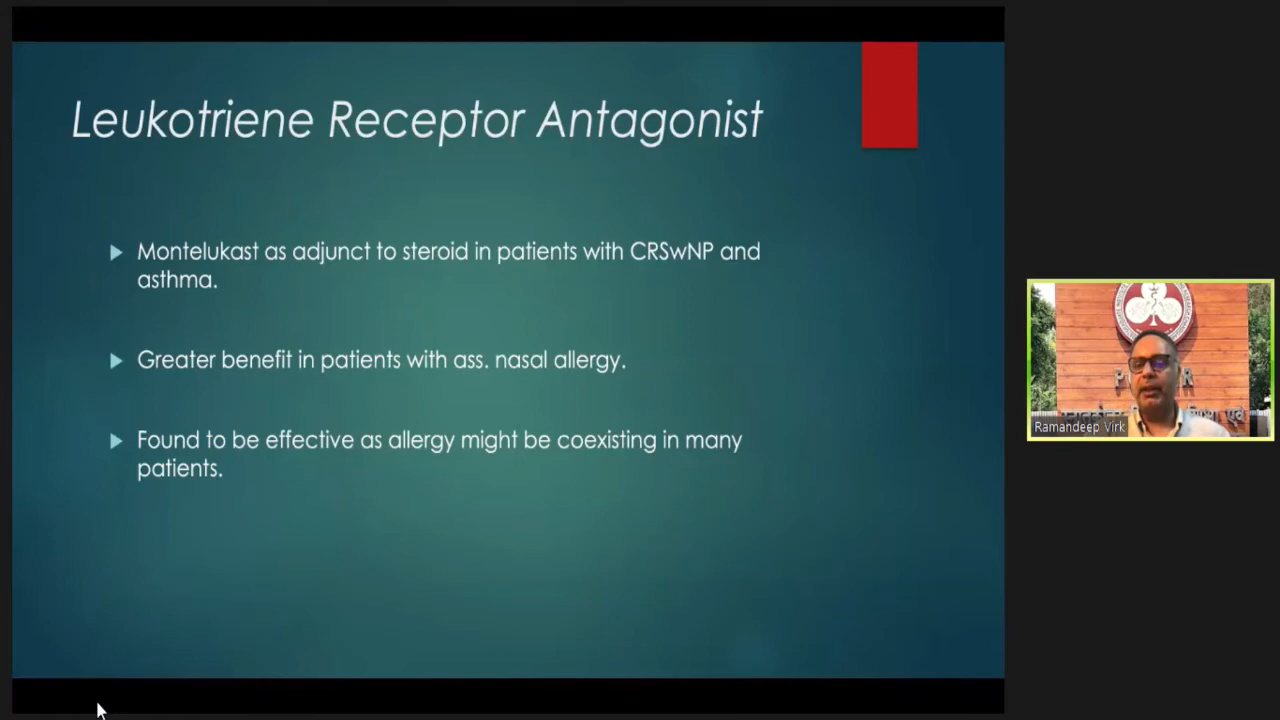 Leukotriene Receptor Antagonist
Montelukast as adjunct to steroid in patients with CRSwNP and
asthma.
Greater benefit in patients with ass. nasal allergy.
Found to be effective as allergy might be coexisting in many
patients.
Ramandeep Virk